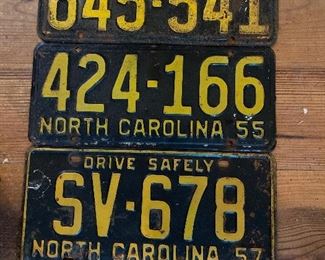 645-541
424-166
NORTH CAROLINA 55
DRIVE SAFELY
SV-678
NORTH CAROLINA 57